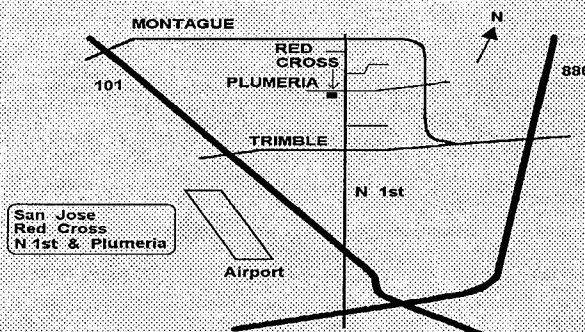 MONTAGUE
N
RED
CROSS
880
101
PLUMERIA
TRIMBLE
N 1st
San Jose
Red Cross
N 1st & Plumeria
Airport